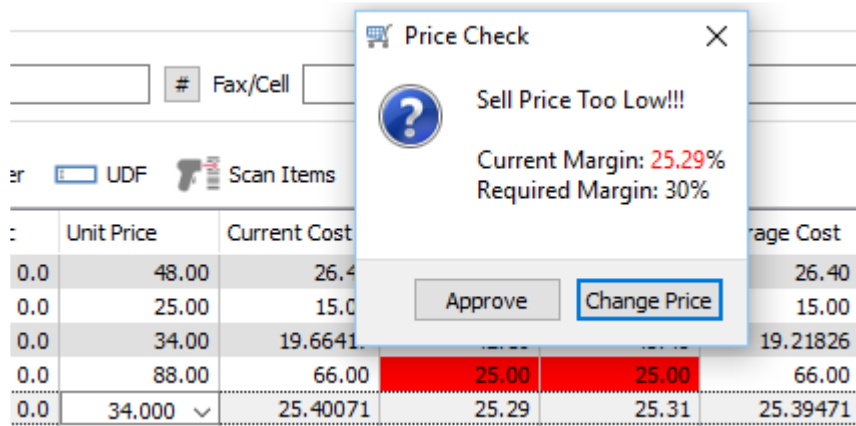 Price Check
# Fax/Cell
Sell Price Too Low!!!
Current Margin: 25.29%
Required Margin: 30%
UDF Scan Items
Unit Price Current Cost Cost
0.0 48.00 26.40
0.0 25.00 15.00
Approve Change Price
0.0 34.00 19.21826
0.0 88.00 66.00 25.00 25.00 66.00
0.0 34.000 25.40071 25.29 25.31 25.39471